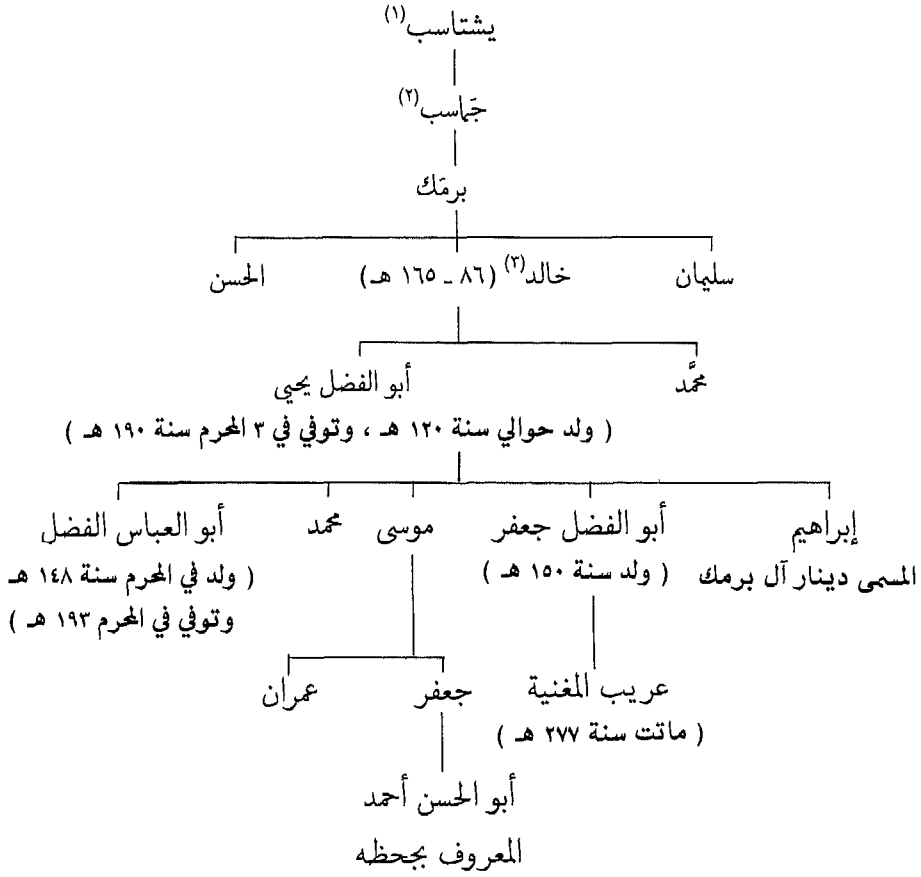 يشتاسب (١)
جَماسب (٢)
برمَك
سليمان خالد (٣) (٨٦ ـ ١٦٥ هـ) الحسن
محمَّد أبو الفضل يحيى
( ولد حوالي سنة ١٢٠ هـ ، وتوفي في ٣ المحرم سنة ١٩٠ هـ )
إبراهيم أبو الفضل جعفر موسى محمد أبو العباس الفضل
المسمى دينار آل برمك ( ولد سنة ١٥٠ هـ ) ( ولد في المحرم سنة ١٤٨ هـ
وتوفي في المحرم ١٩٣ هـ )
عريب المغنية جعفر عمران
( ماتت سنة ٢٧٧ هـ )
أبو الحسن أحمد
المعروف بجحظه